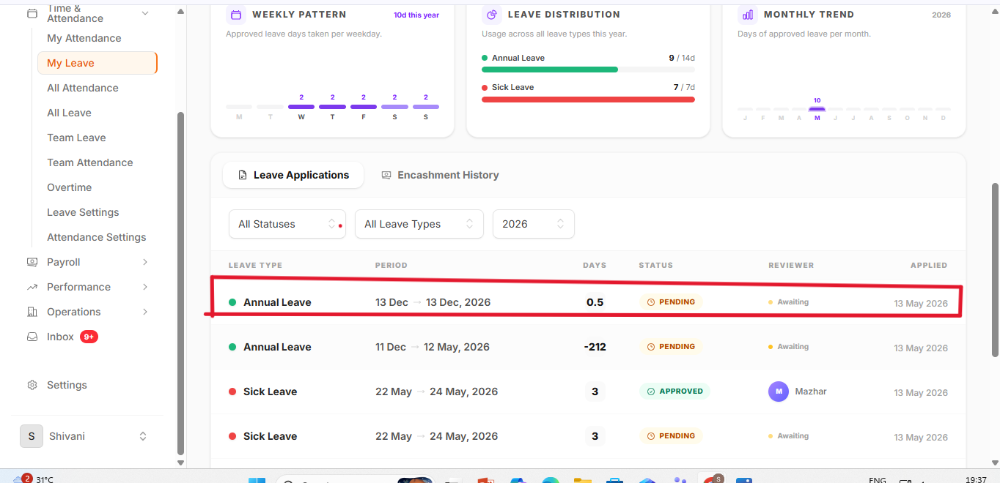 Time &
Attendance
My Attendance
My Leave
All Attendance
All Leave
Team Leave
Team Attendance
Overtime
Leave Settings
Attendance Settings
Payroll
Performance
Operations
Inbox 9+
Settings
S Shivani
WEEKLY PATTERN 10d this year
Approved leave days taken per weekday.
2 2 2 2 2
M T W T F S S
LEAVE DISTRIBUTION
Usage across all leave types this year.
Annual Leave 9 / 14d
Sick Leave 7 / 7d
MONTHLY TREND 2026
Days of approved leave per month.
10
J F M A M J J A S O N D
Leave Applications Encashment History
All Statuses All Leave Types 2026
LEAVE TYPE PERIOD DAYS STATUS REVIEWER APPLIED
Annual Leave 13 Dec → 13 Dec, 2026 0.5 PENDING Awaiting 13 May 2026
Annual Leave 11 Dec → 12 May, 2026 -212 PENDING Awaiting 13 May 2026
Sick Leave 22 May → 24 May, 2026 3 APPROVED M Mazhar 13 May 2026
Sick Leave 22 May → 24 May, 2026 3 PENDING Awaiting 13 May 2026
2 31°C S ENG 19:37